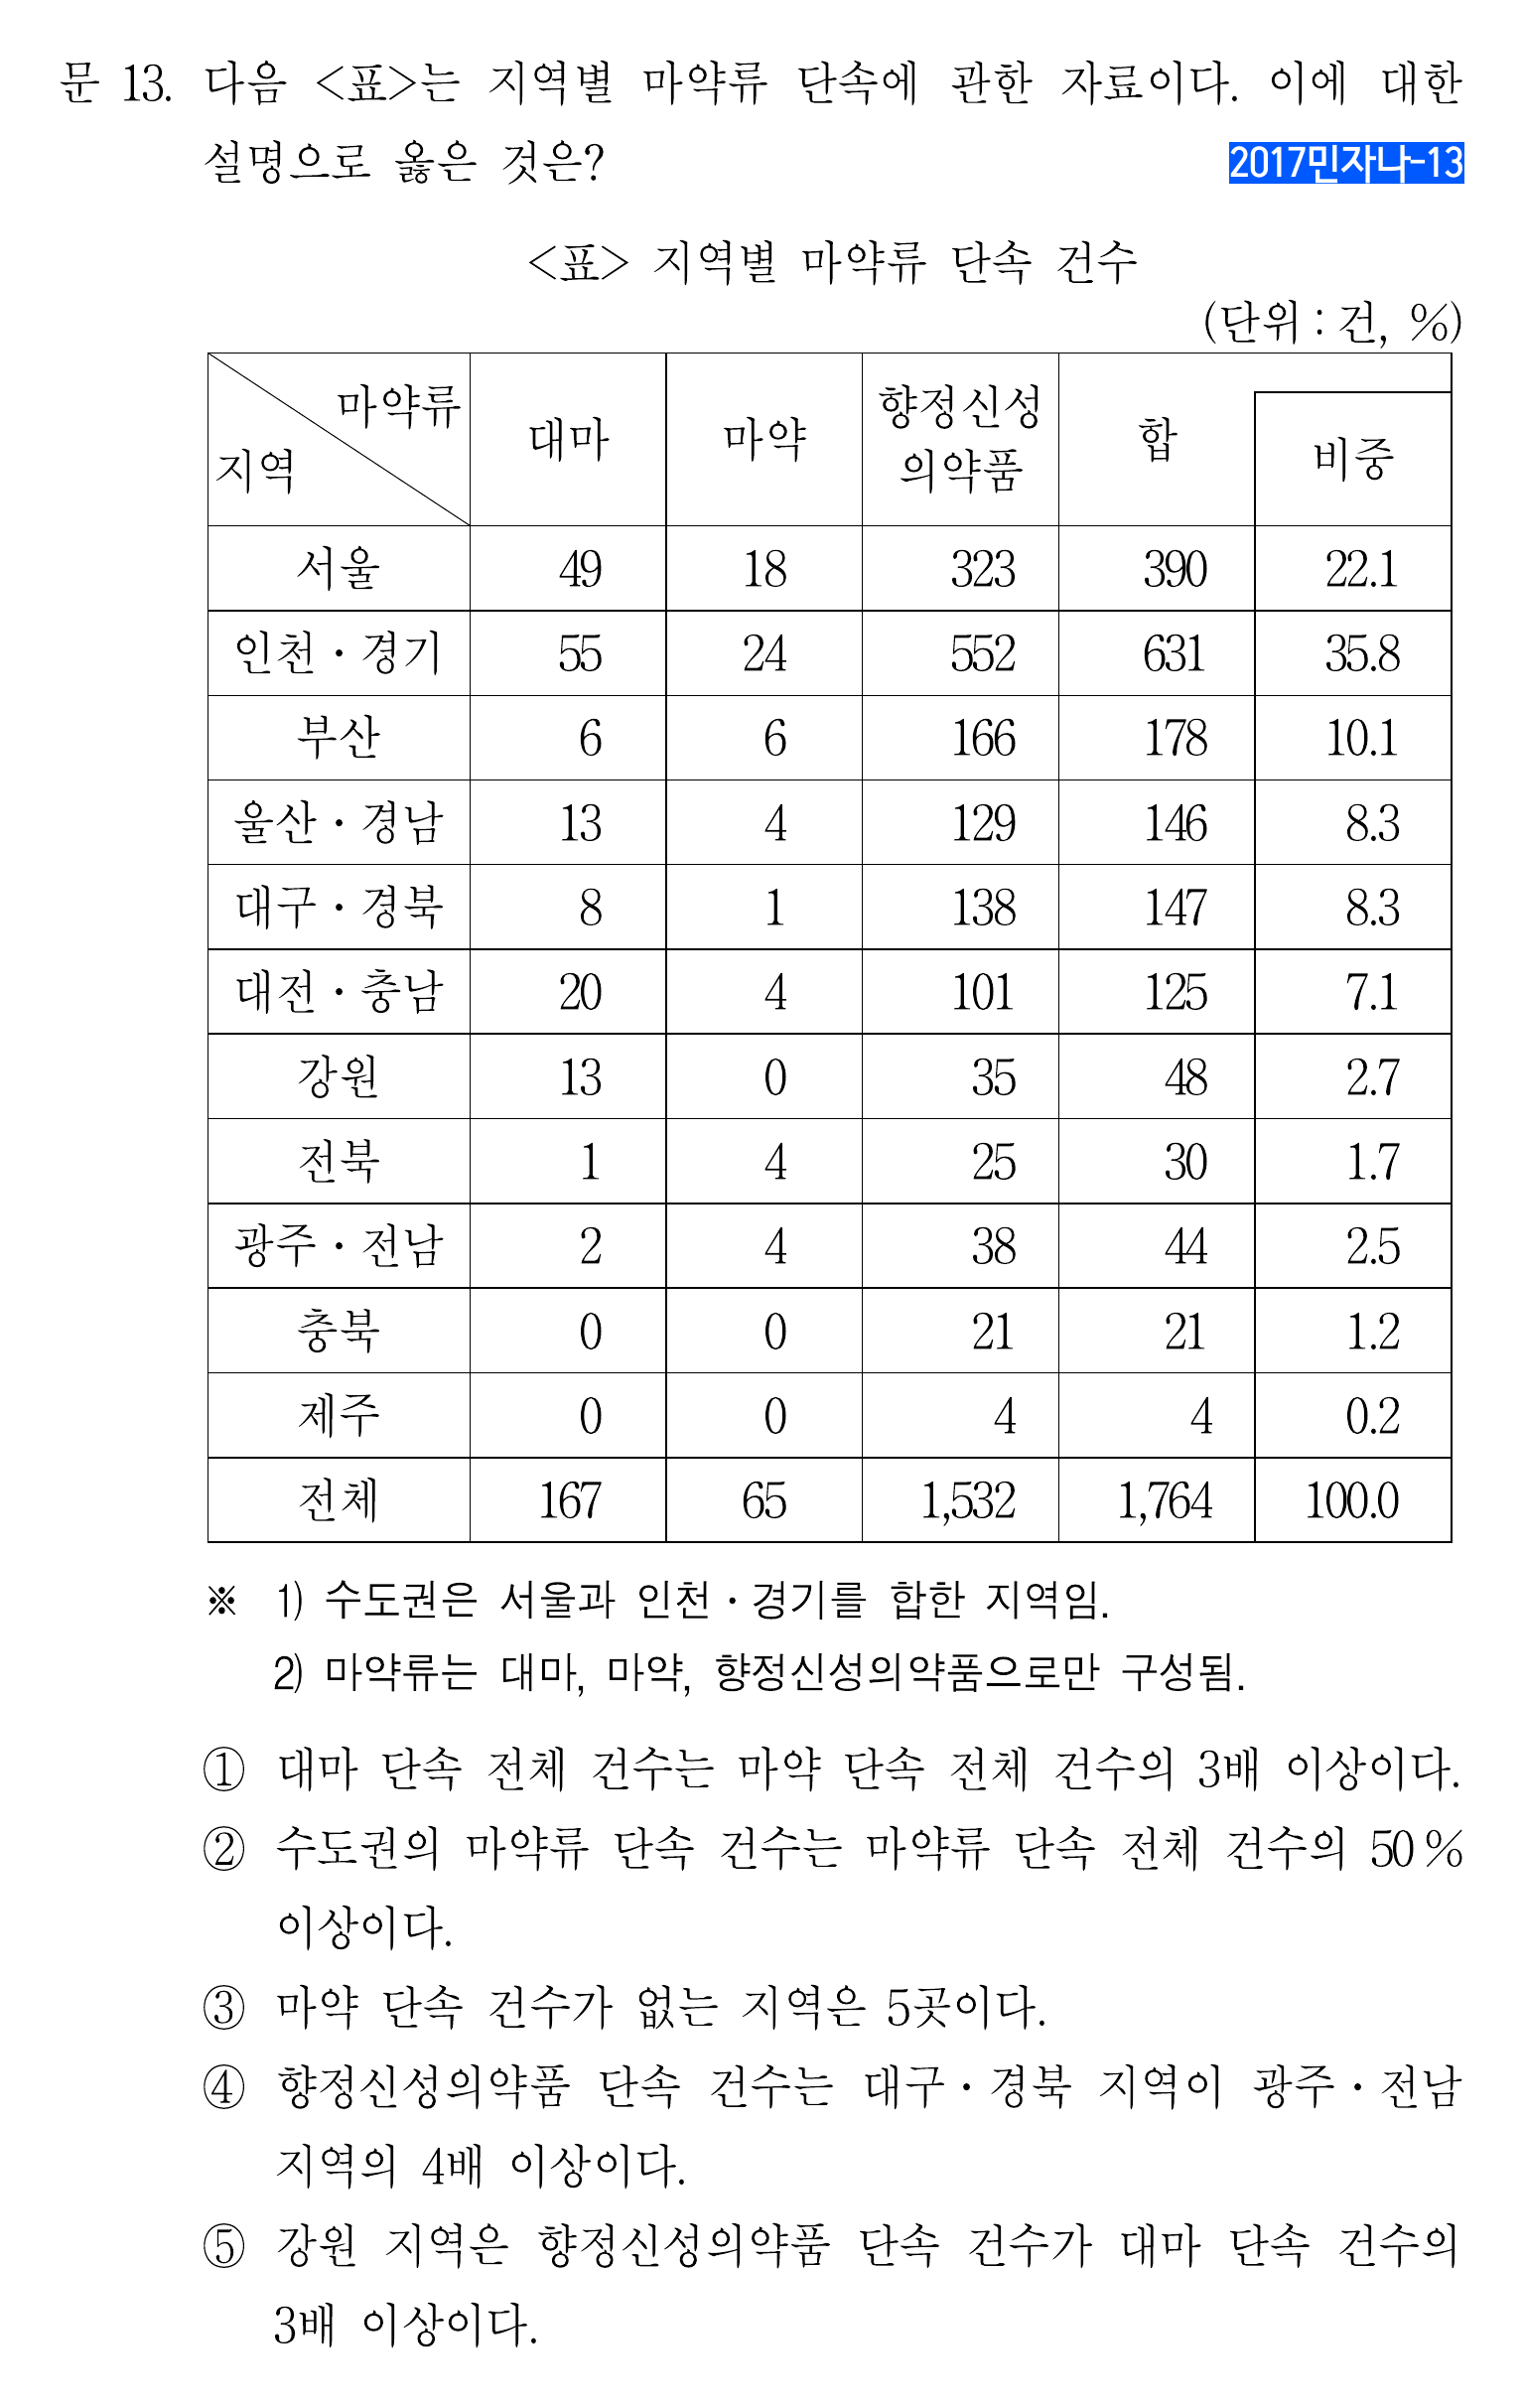 문 13. 다음 <표>는 지역별 마약류 단속에 관한 자료이다. 이에 대한
설명으로 옳은 것은?
2017민자나-13
<표> 지역별 마약류 단속 건수
(단위 : 건, %)
마약류 지역 대마 마약 향정신성의약품 합 비중
서울 49 18 323 390 22.1
인천·경기 55 24 552 631 35.8
부산 6 6 166 178 10.1
울산·경남 13 4 129 146 8.3
대구·경북 8 1 138 147 8.3
대전·충남 20 4 101 125 7.1
강원 13 0 35 48 2.7
전북 1 4 25 30 1.7
광주·전남 2 4 38 44 2.5
충북 0 0 21 21 1.2
제주 0 0 4 4 0.2
전체 167 65 1,532 1,764 100.0
※ 1) 수도권은 서울과 인천·경기를 합한 지역임.
2) 마약류는 대마, 마약, 향정신성의약품으로만 구성됨.
① 대마 단속 전체 건수는 마약 단속 전체 건수의 3배 이상이다.
② 수도권의 마약류 단속 건수는 마약류 단속 전체 건수의 50 %
이상이다.
③ 마약 단속 건수가 없는 지역은 5곳이다.
④ 향정신성의약품 단속 건수는 대구·경북 지역이 광주·전남
지역의 4배 이상이다.
⑤ 강원 지역은 향정신성의약품 단속 건수가 대마 단속 건수의
3배 이상이다.